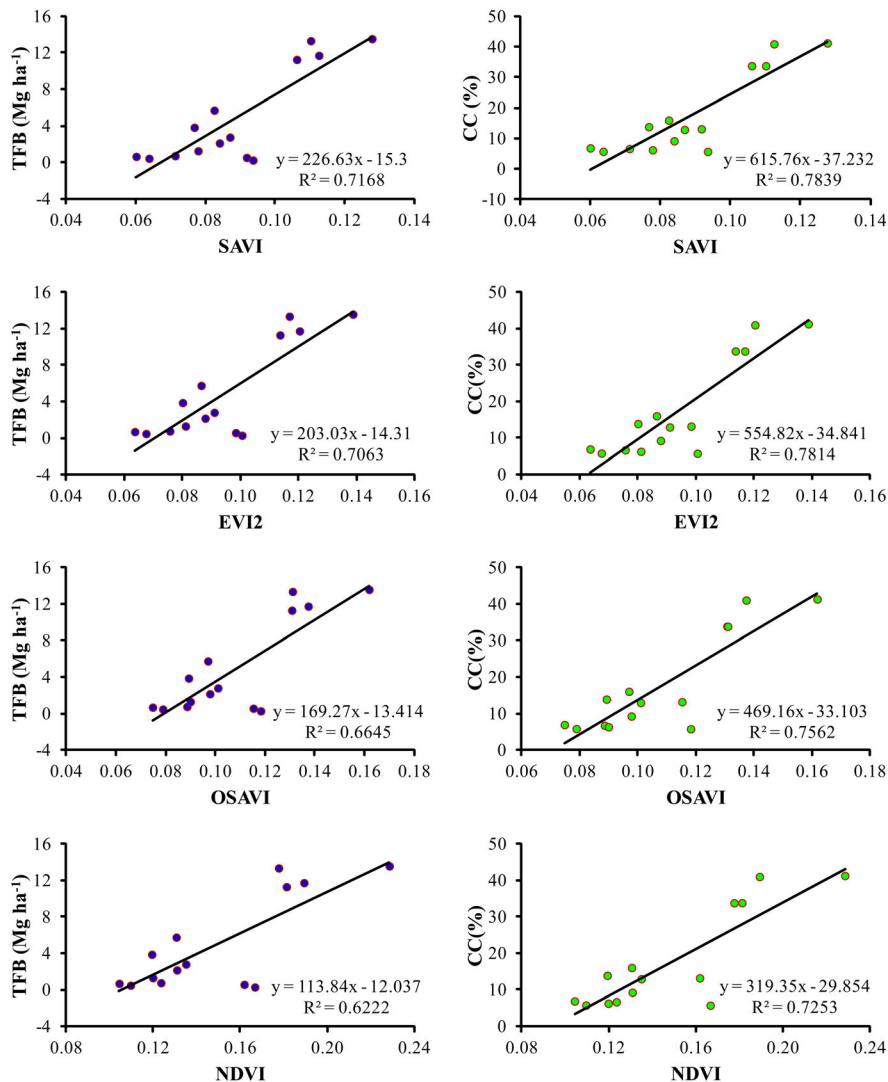 16
12
8
4
0
-4
TFB (Mg ha⁻¹)
y = 226.63x - 15.3
R² = 0.7168
0.04 0.06 0.08 0.10 0.12 0.14
SAVI
50
40
30
20
10
0
-10
CC (%)
y = 615.76x - 37.232
R² = 0.7839
0.04 0.06 0.08 0.10 0.12 0.14
SAVI
16
12
8
4
0
-4
TFB (Mg ha⁻¹)
y = 203.03x - 14.31
R² = 0.7063
0.04 0.06 0.08 0.10 0.12 0.14 0.16
EVI2
50
40
30
20
10
0
CC(%)
y = 554.82x - 34.841
R² = 0.7814
0.04 0.06 0.08 0.10 0.12 0.14 0.16
EVI2
16
12
8
4
0
-4
TFB (Mg ha⁻¹)
y = 169.27x - 13.414
R² = 0.6645
0.04 0.06 0.08 0.10 0.12 0.14 0.16 0.18
OSAVI
50
40
30
20
10
0
CC(%)
y = 469.16x - 33.103
R² = 0.7562
0.06 0.08 0.10 0.12 0.14 0.16 0.18
OSAVI
16
12
8
4
0
-4
TFB (Mg ha⁻¹)
y = 113.84x - 12.037
R² = 0.6222
0.08 0.12 0.16 0.20 0.24
NDVI
50
40
30
20
10
0
CC(%)
y = 319.35x - 29.854
R² = 0.7253
0.08 0.12 0.16 0.20 0.24
NDVI